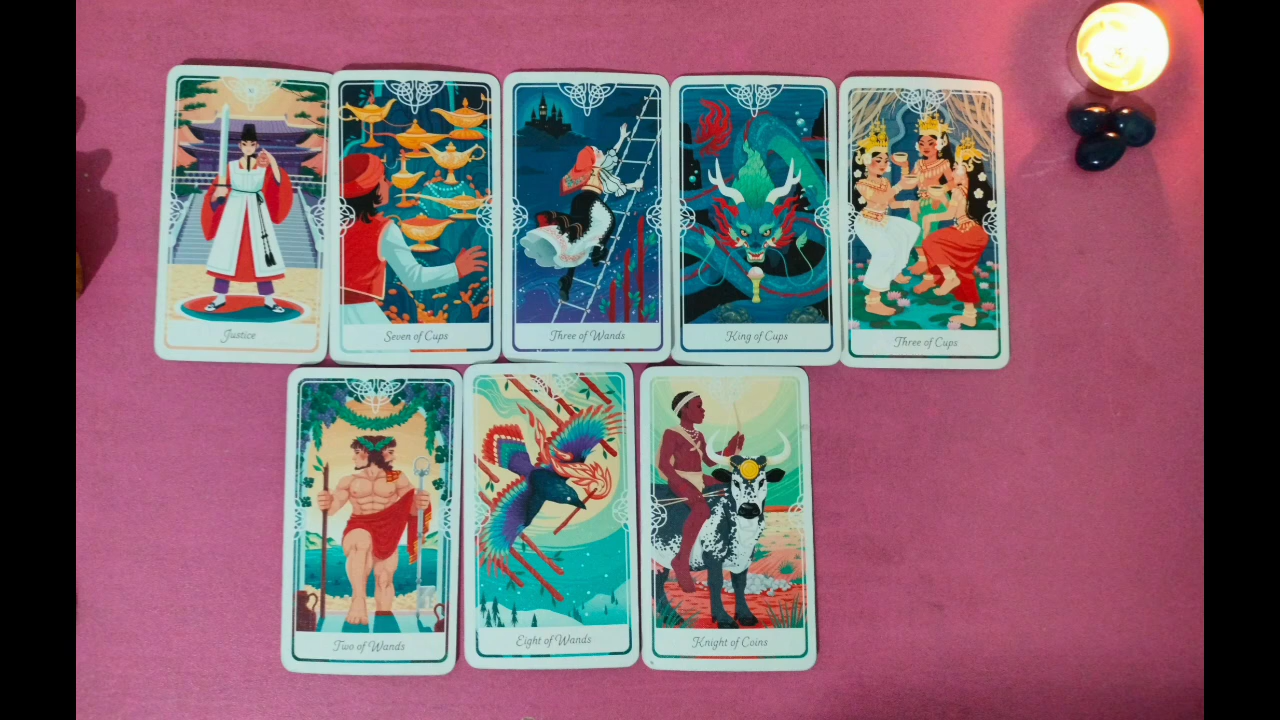 Justice
Seven of Cups
Three of Wands
King of Cups
Three of Cups
Two of Wands
Eight of Wands
Knight of Coins